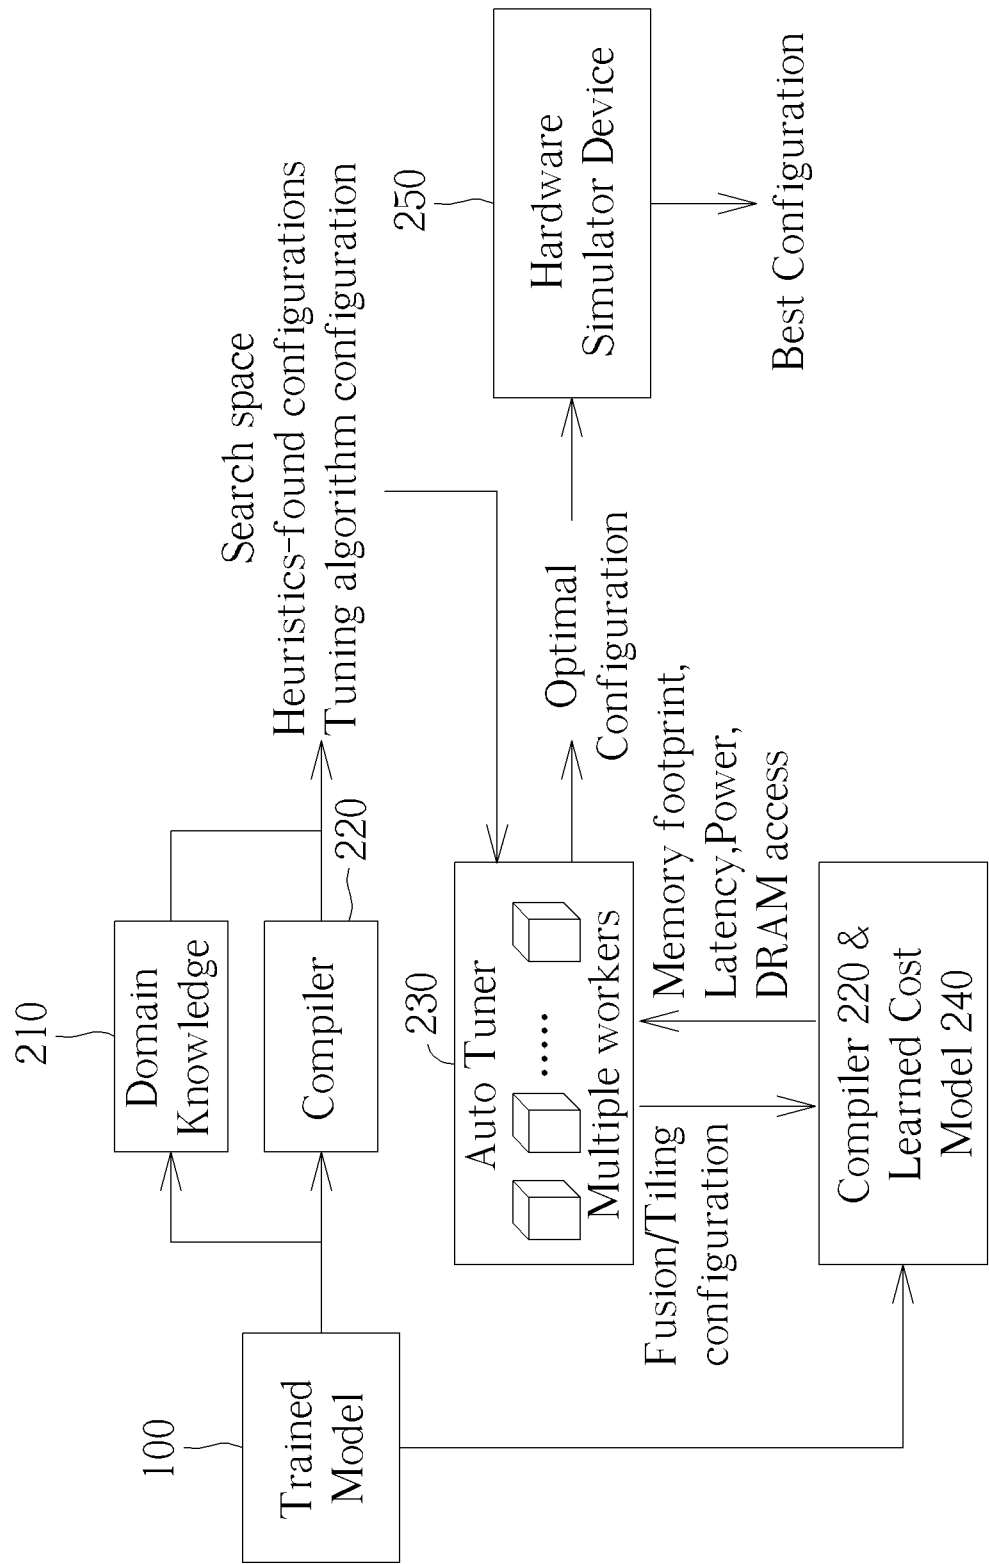 100
Trained
Model
210
Domain
Knowledge
Compiler
220
Search space
Heuristics-found configurations
Tuning algorithm configuration
230
Auto Tuner
.....
Multiple workers
Optimal
Configuration
250
Hardware
Simulator Device
Best Configuration
Fusion/Tiling
configuration
Memory footprint,
Latency,Power,
DRAM access
Compiler 220 &
Learned Cost
Model 240